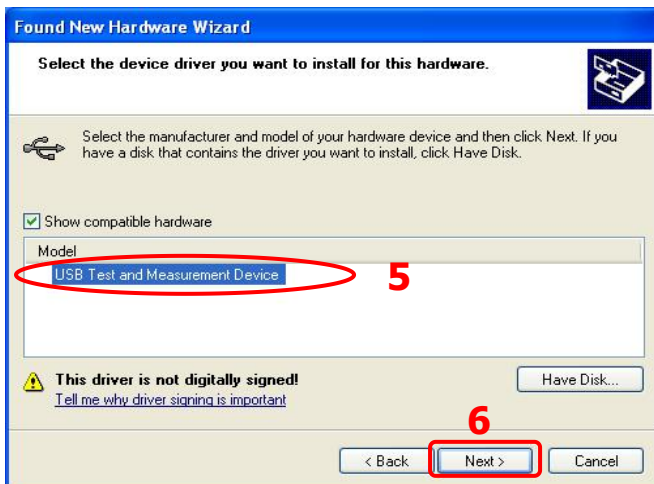 Found New Hardware Wizard
Select the device driver you want to install for this hardware.
Select the manufacturer and model of your hardware device and then click Next. If you
have a disk that contains the driver you want to install, click Have Disk.
Show compatible hardware
Model
USB Test and Measurement Device
5
This driver is not digitally signed!
Have Disk...
Tell me why driver signing is important
6
< Back
Next >
Cancel